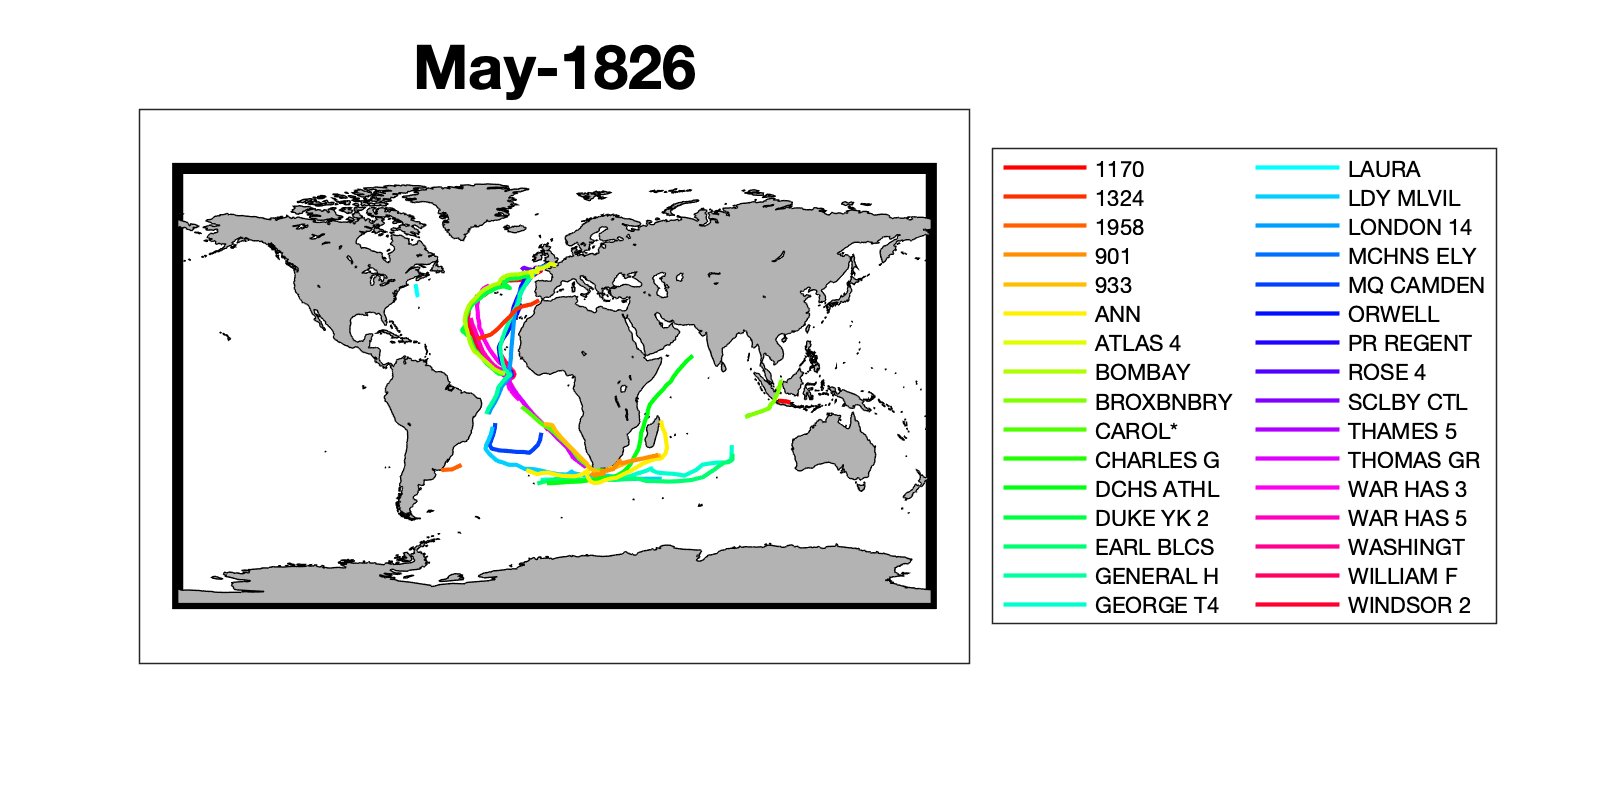 May-1826
1170
1324
1958
901
933
ANN
ATLAS 4
BOMBAY
BROXBNBRY
CAROL*
CHARLES G
DCHS ATHL
DUKE YK 2
EARL BLCS
GENERAL H
GEORGE T4
LAURA
LDY MLVIL
LONDON 14
MCHNS ELY
MQ CAMDEN
ORWELL
PR REGENT
ROSE 4
SCLBY CTL
THAMES 5
THOMAS GR
WAR HAS 3
WAR HAS 5
WASHINGT
WILLIAM F
WINDSOR 2